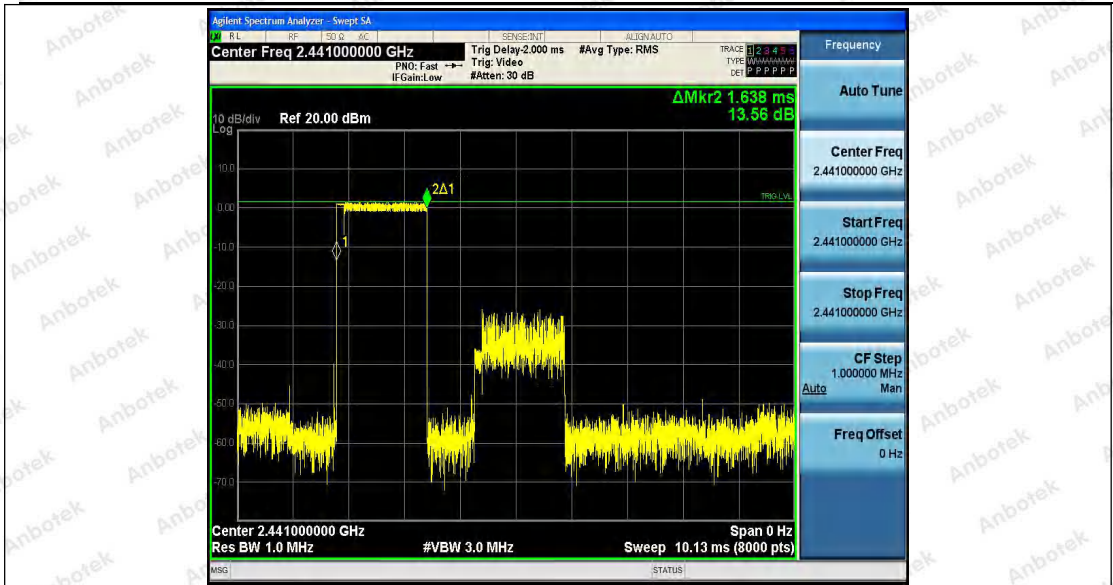 Agilent Spectrum Analyzer - Swept SA
RL RF 50 Ω AC SENSE:INT ALIGN AUTO
Center Freq 2.441000000 GHz
PNO: Fast
IFGain:Low
Trig Delay-2.000 ms #Avg Type: RMS
Trig: Video
#Atten: 30 dB
TRACE 1 2 3 4 5 6
TYPE
DET P P P P P P
ΔMkr2 1.638 ms
13.56 dB
10 dB/div Ref 20.00 dBm
Log
10.0
0.00
-10.0
-20.0
-30.0
-40.0
-50.0
-60.0
-70.0
2Δ1
1
TRIG LVL
Center 2.441000000 GHz Span 0 Hz
Res BW 1.0 MHz #VBW 3.0 MHz Sweep 10.13 ms (8000 pts)
MSG STATUS
Frequency
Auto Tune
Center Freq
2.441000000 GHz
Start Freq
2.441000000 GHz
Stop Freq
2.441000000 GHz
CF Step
1.000000 MHz
Auto Man
Freq Offset
0 Hz
Anbotek